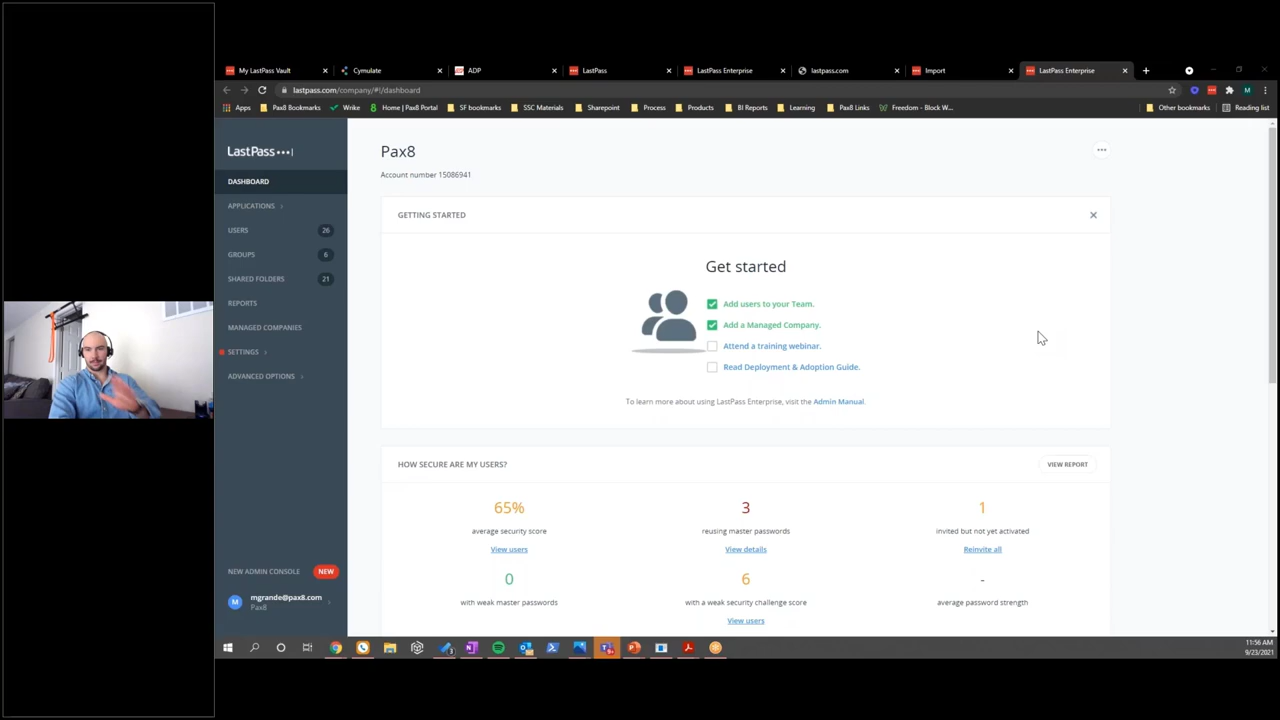 My LastPass Vault
Cymulate
ADP
LastPass
LastPass Enterprise
lastpass.com
Import
LastPass Enterprise
lastpass.com/company/#!/dashboard
Apps
Pax8 Bookmarks
Wrike
Home | Pax8 Portal
SF bookmarks
SSC Materials
Sharepoint
Process
Products
BI Reports
Learning
Pax8 Links
Freedom - Block W...
Other bookmarks
Reading list
LastPass •••|
DASHBOARD
APPLICATIONS
USERS 26
GROUPS 6
SHARED FOLDERS 21
REPORTS
MANAGED COMPANIES
SETTINGS
ADVANCED OPTIONS
NEW ADMIN CONSOLE NEW
M mgrande@pax8.com
Pax8
Pax8
Account number 15086941
GETTING STARTED
Get started
Add users to your Team.
Add a Managed Company.
Attend a training webinar.
Read Deployment & Adoption Guide.
To learn more about using LastPass Enterprise, visit the Admin Manual.
HOW SECURE ARE MY USERS?
VIEW REPORT
65%
average security score
View users
3
reusing master passwords
View details
1
invited but not yet activated
Reinvite all
0
with weak master passwords
6
with a weak security challenge score
View users
-
average password strength
11:56 AM
9/23/2021